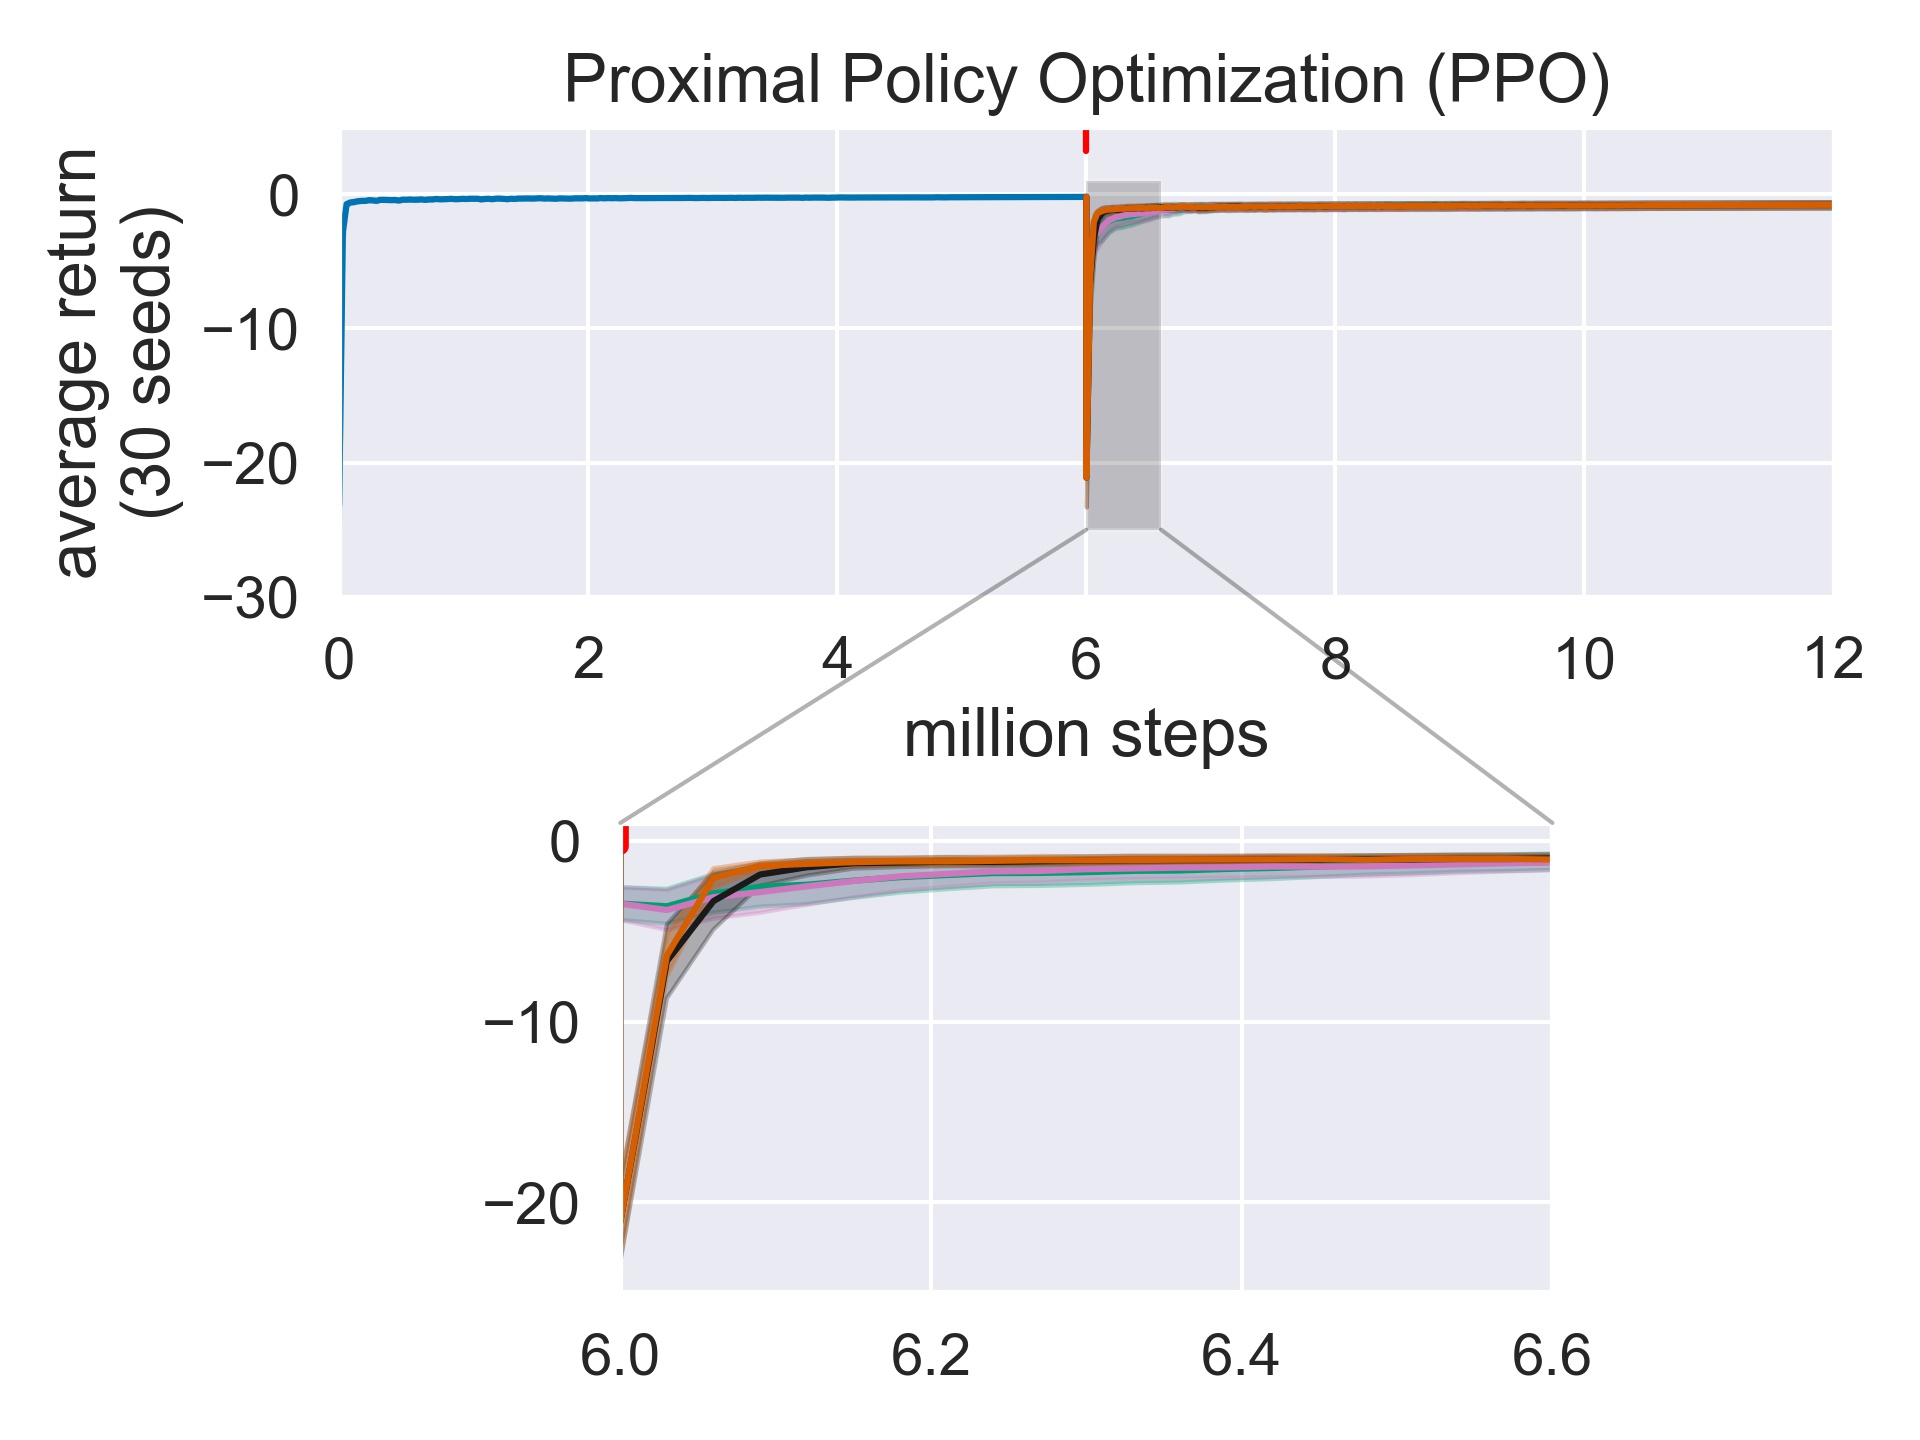 Proximal Policy Optimization (PPO)
average return
(30 seeds)
0
−10
−20
−30
0 2 4 6 8 10 12
million steps
0
−10
−20
6.0 6.2 6.4 6.6